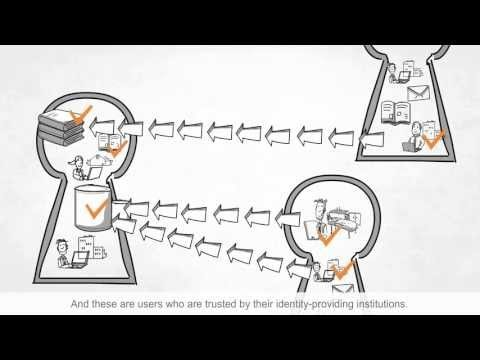 And these are users who are trusted by their identity-providing institutions.